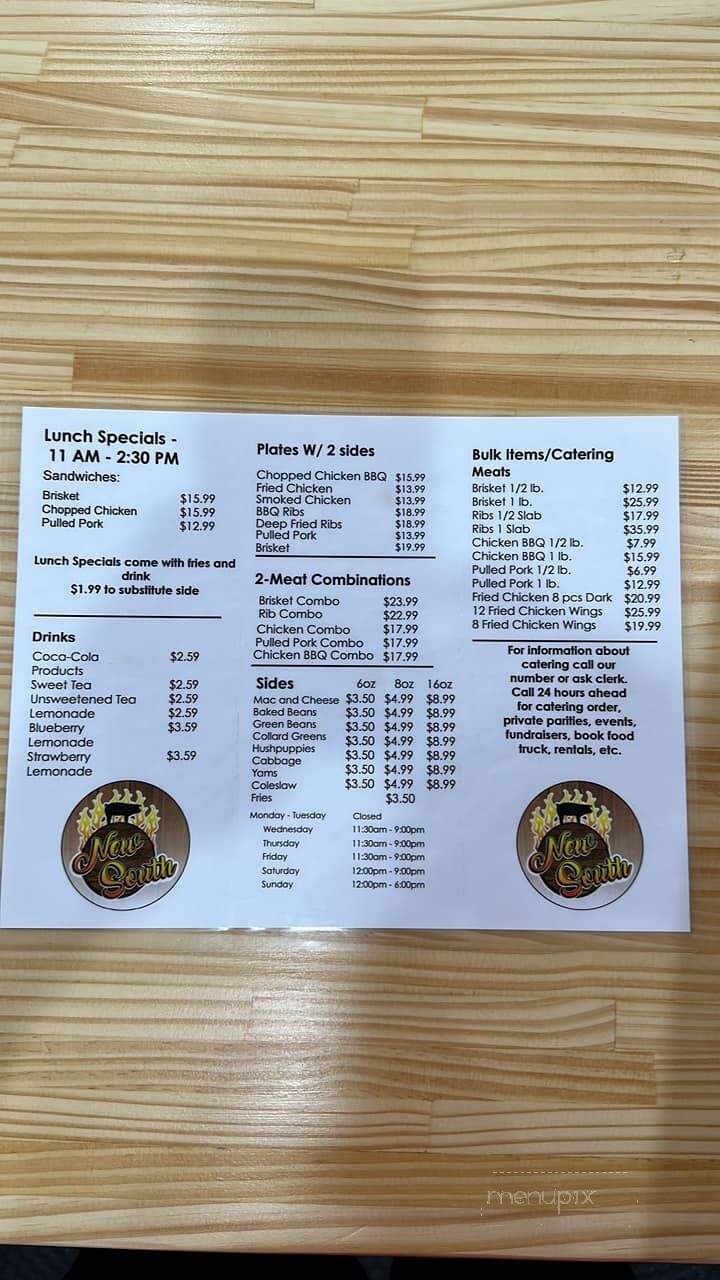 Lunch Specials -
11 AM - 2:30 PM
Sandwiches:
Brisket $15.99
Chopped Chicken $15.99
Pulled Pork $12.99
Lunch Specials come with fries and
drink
$1.99 to substitute side
Drinks
Coca-Cola $2.59
Products
Sweet Tea $2.59
Unsweetened Tea $2.59
Lemonade $2.59
Blueberry $3.59
Lemonade
Strawberry $3.59
Lemonade
New
South
Plates W/ 2 sides
Chopped Chicken BBQ $15.99
Fried Chicken $13.99
Smoked Chicken $13.99
BBQ Ribs $18.99
Deep Fried Ribs $18.99
Pulled Pork $13.99
Brisket $19.99
2-Meat Combinations
Brisket Combo $23.99
Rib Combo $22.99
Chicken Combo $17.99
Pulled Pork Combo $17.99
Chicken BBQ Combo $17.99
Sides 6oz 8oz 16oz
Mac and Cheese $3.50 $4.99 $8.99
Baked Beans $3.50 $4.99 $8.99
Green Beans $3.50 $4.99 $8.99
Collard Greens $3.50 $4.99 $8.99
Hushpuppies $3.50 $4.99 $8.99
Cabbage $3.50 $4.99 $8.99
Yams $3.50 $4.99 $8.99
Coleslaw $3.50 $4.99 $8.99
Fries $3.50
Monday - Tuesday Closed
Wednesday 11:30am - 9:00pm
Thursday 11:30am - 9:00pm
Friday 11:30am - 9:00pm
Saturday 12:00pm - 9:00pm
Sunday 12:00pm - 6:00pm
Bulk Items/Catering
Meats
Brisket 1/2 lb. $12.99
Brisket 1 lb. $25.99
Ribs 1/2 Slab $17.99
Ribs 1 Slab $35.99
Chicken BBQ 1/2 lb. $7.99
Chicken BBQ 1 lb. $15.99
Pulled Pork 1/2 lb. $6.99
Pulled Pork 1 lb. $12.99
Fried Chicken 8 pcs Dark $20.99
12 Fried Chicken Wings $25.99
8 Fried Chicken Wings $19.99
For information about
catering call our
number or ask clerk.
Call 24 hours ahead
for catering order,
private parities, events,
fundraisers, book food
truck, rentals, etc.
New
South
menupix